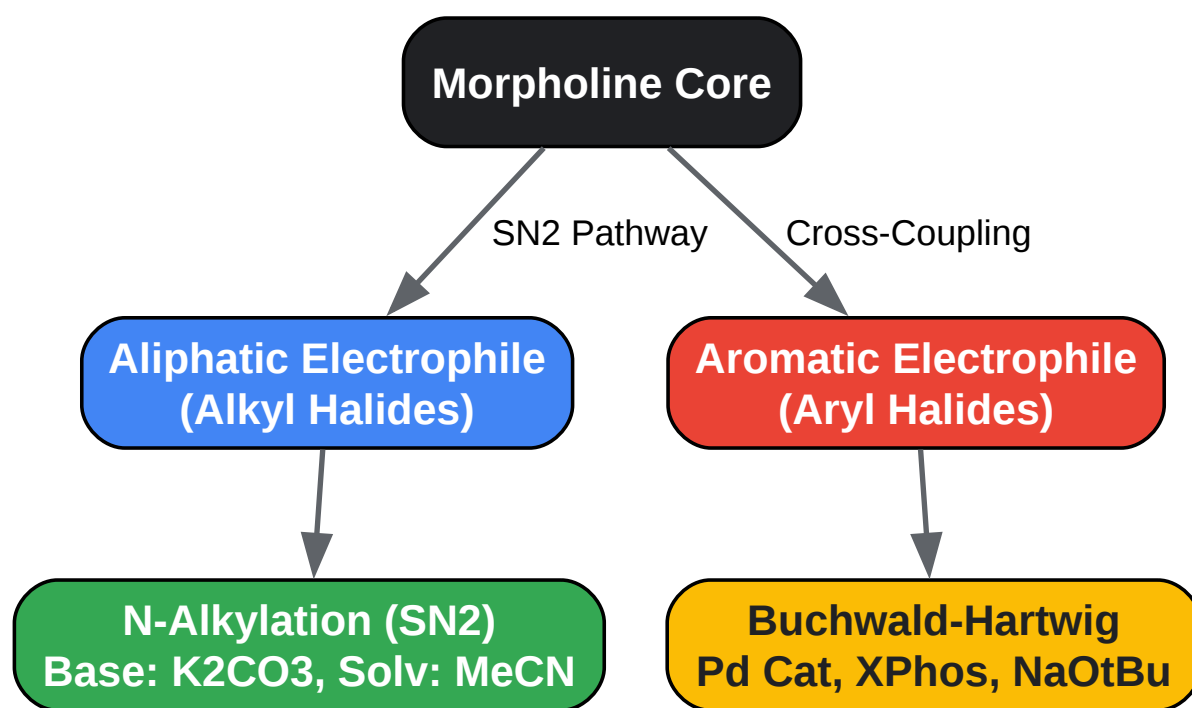 Morpholine Core
SN2 Pathway
Cross-Coupling
Aliphatic Electrophile
(Alkyl Halides)
Aromatic Electrophile
(Aryl Halides)
N-Alkylation (SN2)
Base: K2CO3, Solv: MeCN
Buchwald-Hartwig
Pd Cat, XPhos, NaOtBu